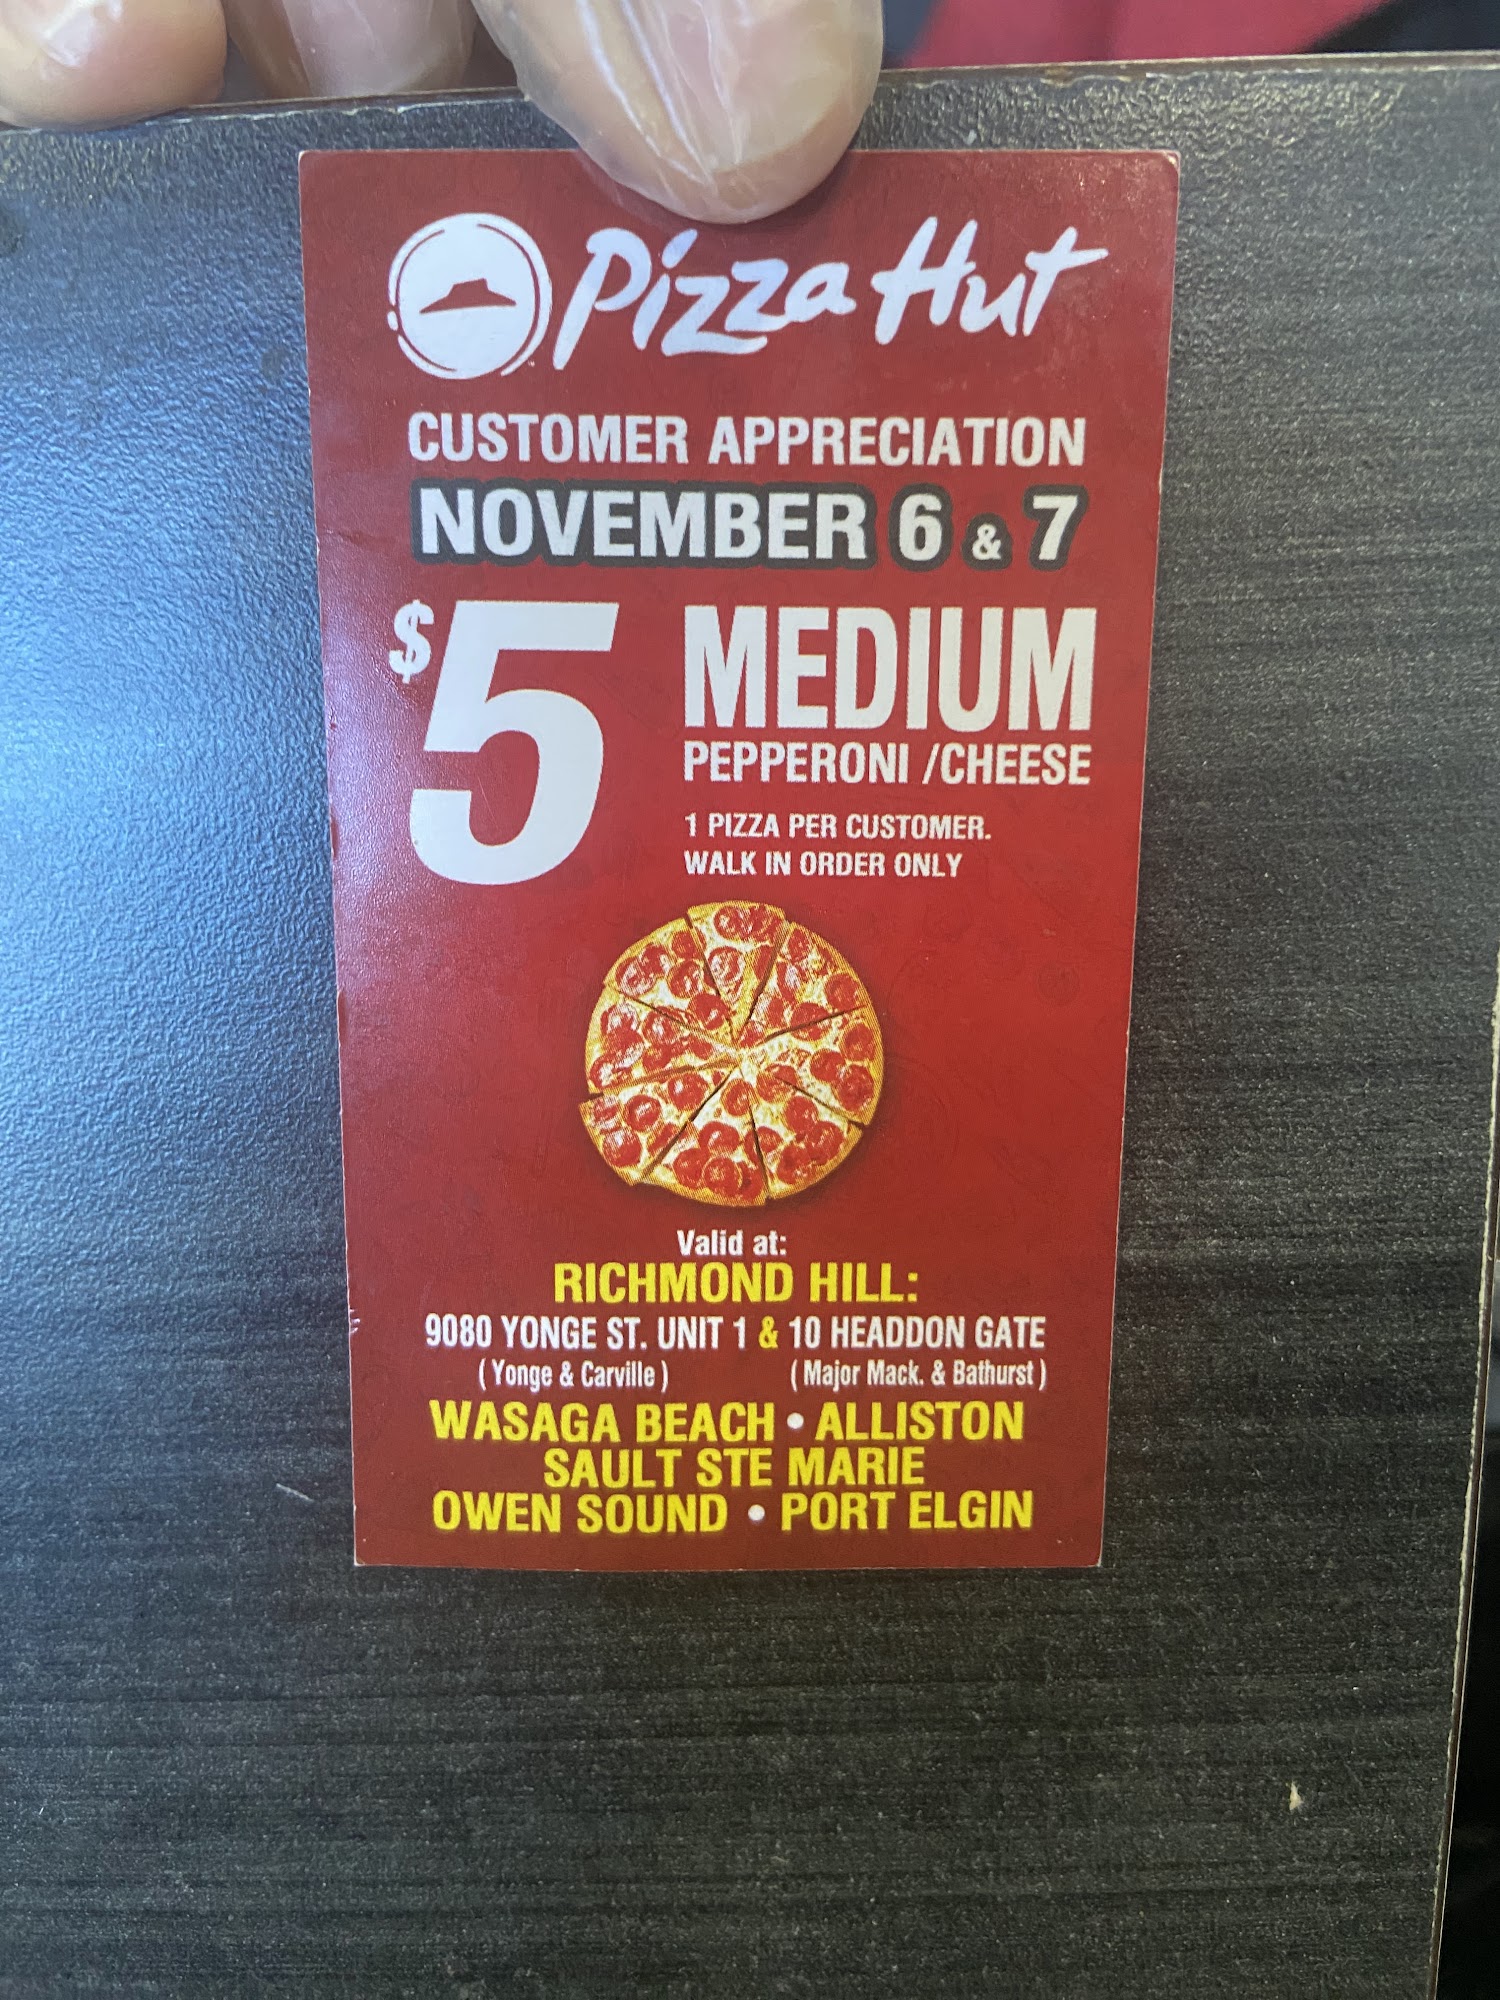 Pizza Hut
CUSTOMER APPRECIATION
NOVEMBER 6 & 7
$5 MEDIUM
PEPPERONI /CHEESE
1 PIZZA PER CUSTOMER.
WALK IN ORDER ONLY
Valid at:
RICHMOND HILL:
9080 YONGE ST. UNIT 1 & 10 HEADDON GATE
( Yonge & Carville ) ( Major Mack. & Bathurst )
WASAGA BEACH • ALLISTON
SAULT STE MARIE
OWEN SOUND • PORT ELGIN